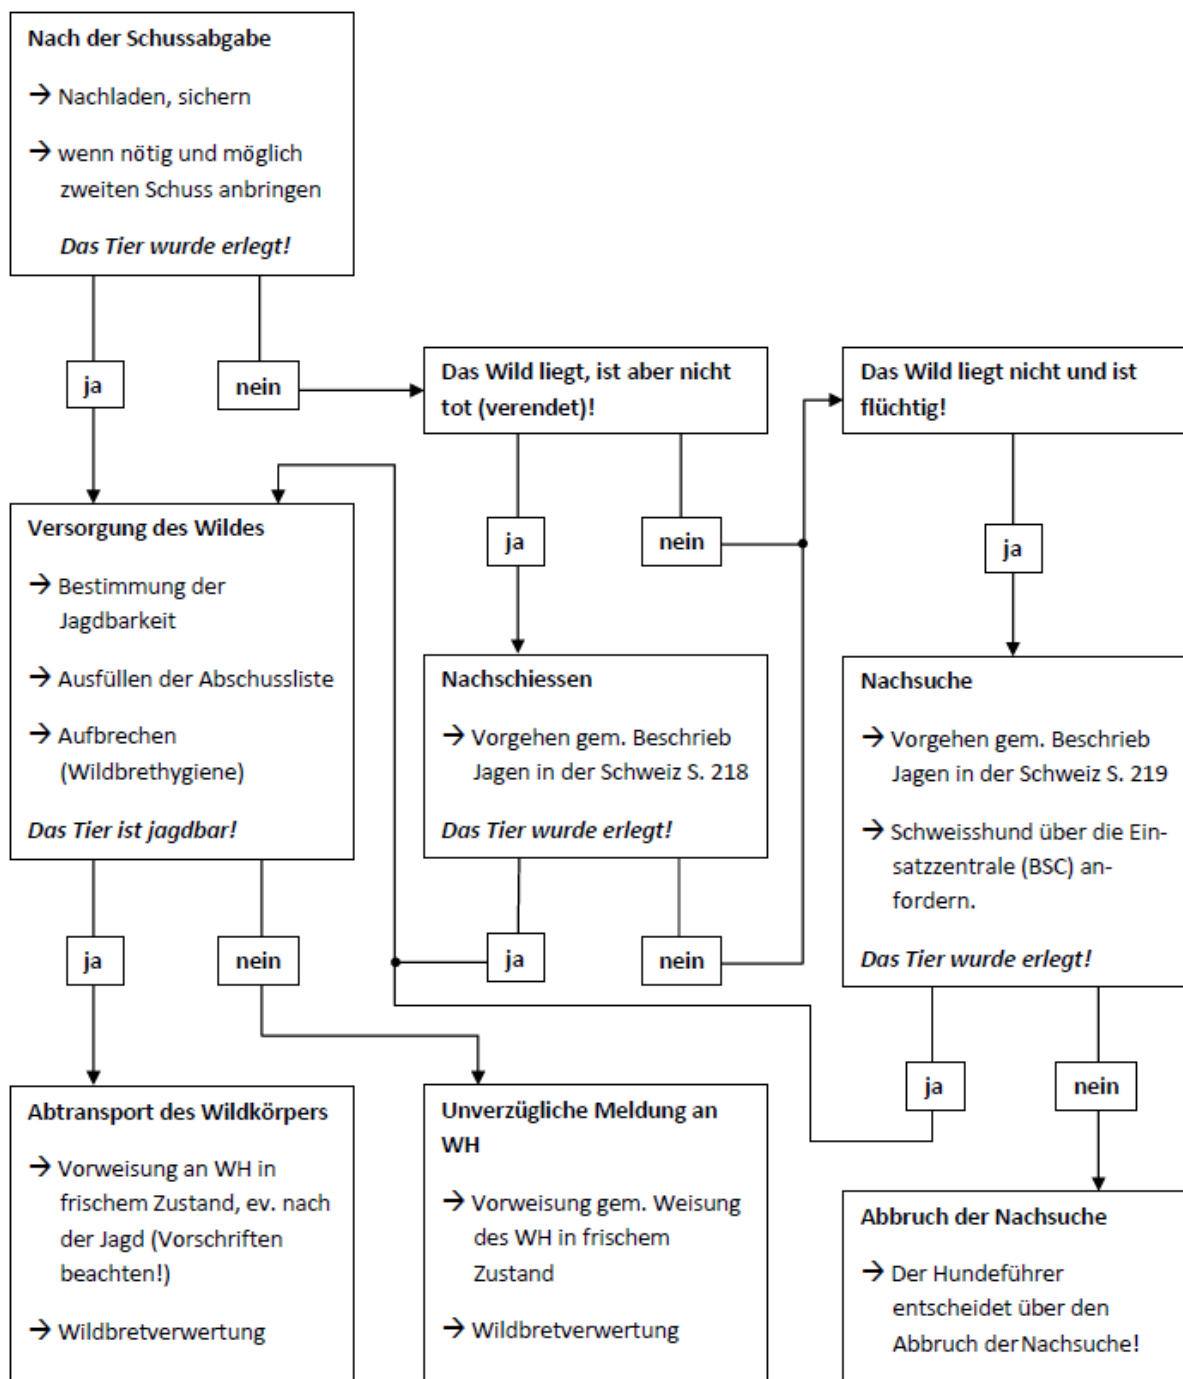 Nach der Schussabgabe
→ Nachladen, sichern
→ wenn nötig und möglich
zweiten Schuss anbringen
Das Tier wurde erlegt!
ja
nein
Das Wild liegt, ist aber nicht
tot (verendet)!
Das Wild liegt nicht und ist
flüchtig!
ja
nein
ja
Versorgung des Wildes
→ Bestimmung der
Jagdbarkeit
→ Ausfüllen der Abschussliste
→ Aufbrechen
(Wildbrethygiene)
Das Tier ist jagdbar!
Nachschiessen
→ Vorgehen gem. Beschrieb
Jagen in der Schweiz S. 218
Das Tier wurde erlegt!
Nachsuche
→ Vorgehen gem. Beschrieb
Jagen in der Schweiz S. 219
→ Schweisshund über die Ein-
satzzentrale (BSC) an-
fordern.
Das Tier wurde erlegt!
ja
nein
ja
nein
ja
nein
Abtransport des Wildkörpers
→ Vorweisung an WH in
frischem Zustand, ev. nach
der Jagd (Vorschriften
beachten!)
→ Wildbretverwertung
Unverzügliche Meldung an
WH
→ Vorweisung gem. Weisung
des WH in frischem
Zustand
→ Wildbretverwertung
Abbruch der Nachsuche
→ Der Hundeführer
entscheidet über den
Abbruch der Nachsuche!